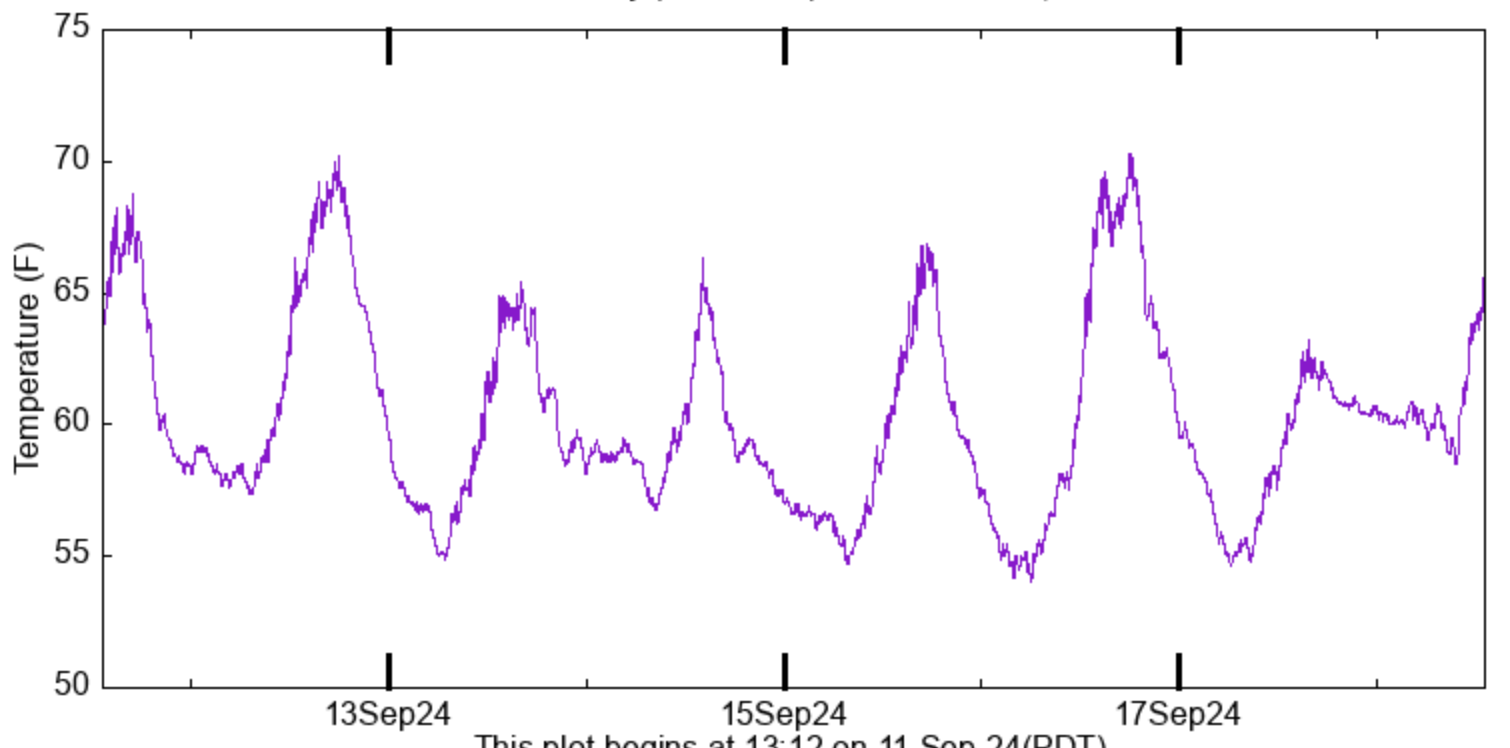 75
70
65
60
55
50
Temperature (F)
13Sep24 15Sep24 17Sep24
This plot begins at 13:12 on 11 Sep 24(PDT)